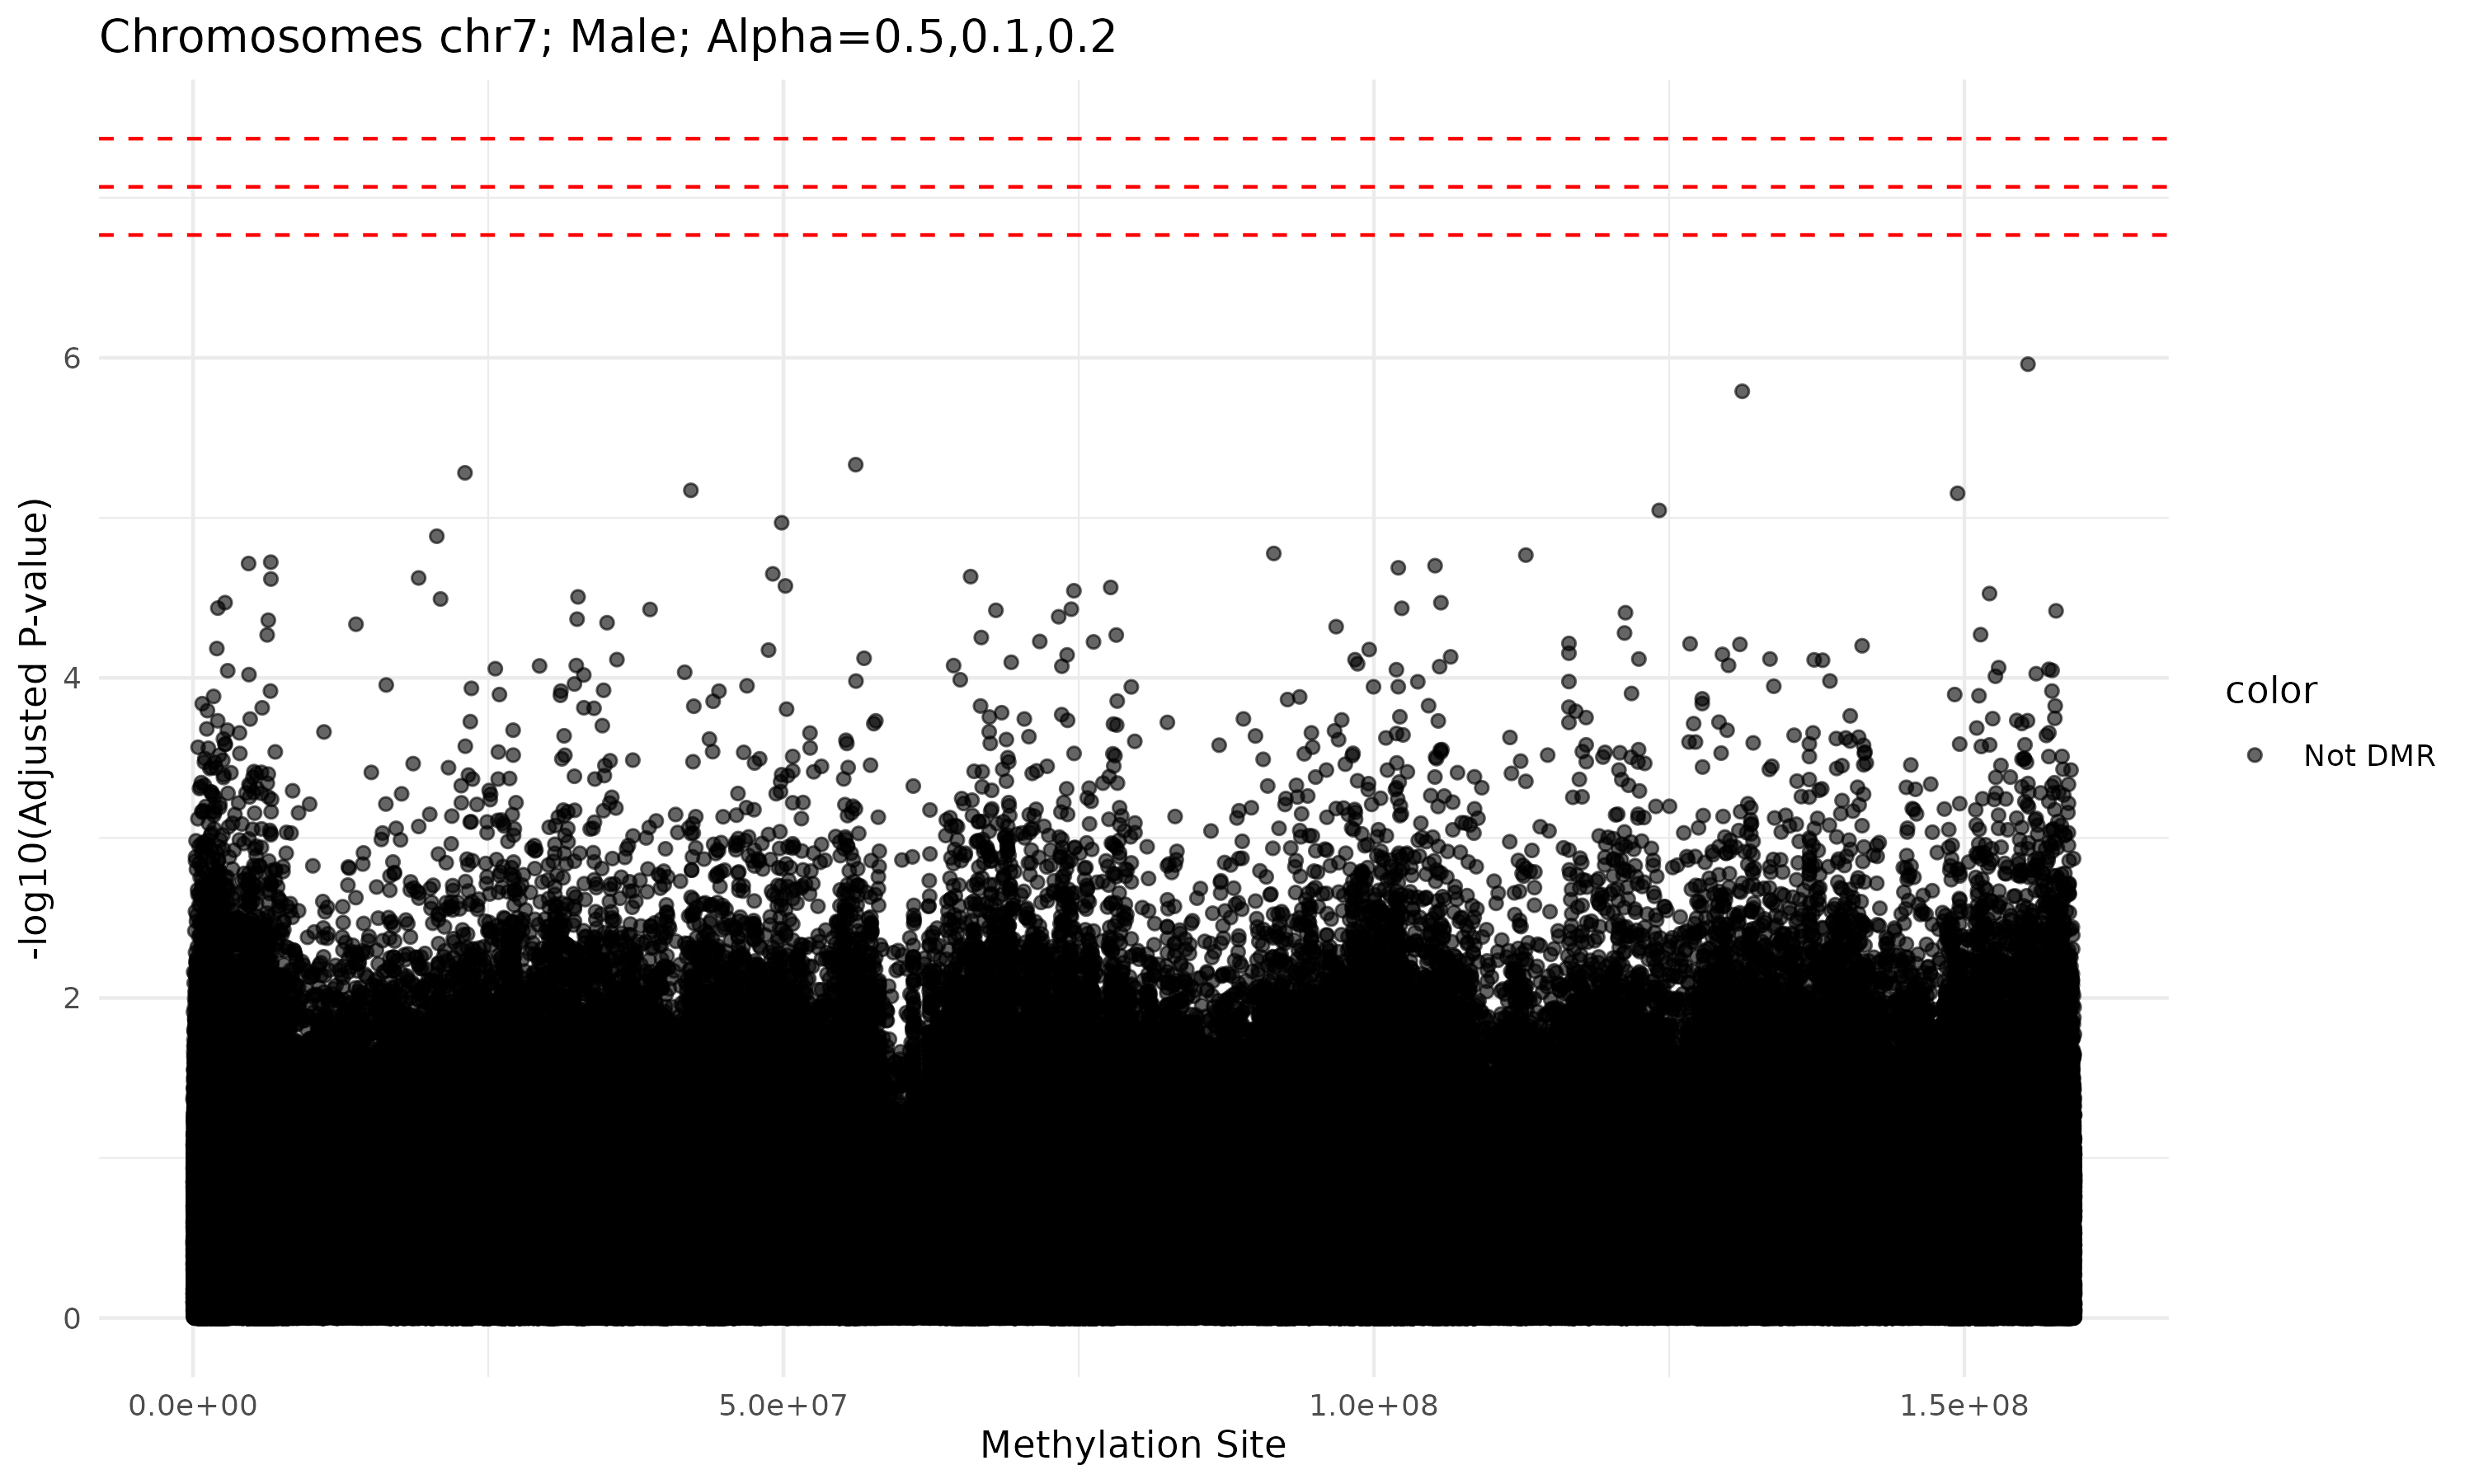 Chromosomes chr7; Male; Alpha=0.5,0.1,0.2
-log10(Adjusted P-value)
6
4
2
0
0.0e+00
5.0e+07
1.0e+08
1.5e+08
Methylation Site
color
Not DMR